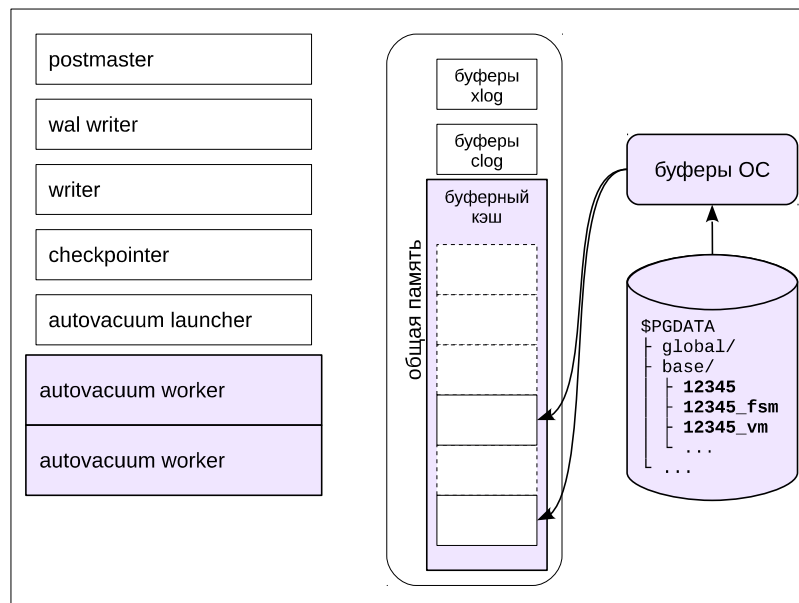 postmaster
wal writer
writer
checkpointer
autovacuum launcher
autovacuum worker
autovacuum worker
общая память
буферы
xlog
буферы
clog
буферный
кэш
буферы ОС
$PGDATA
global/
base/
12345
12345_fsm
12345_vm
...
...